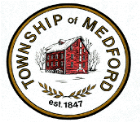 TOWNSHIP of MEDFORD
est. 1847